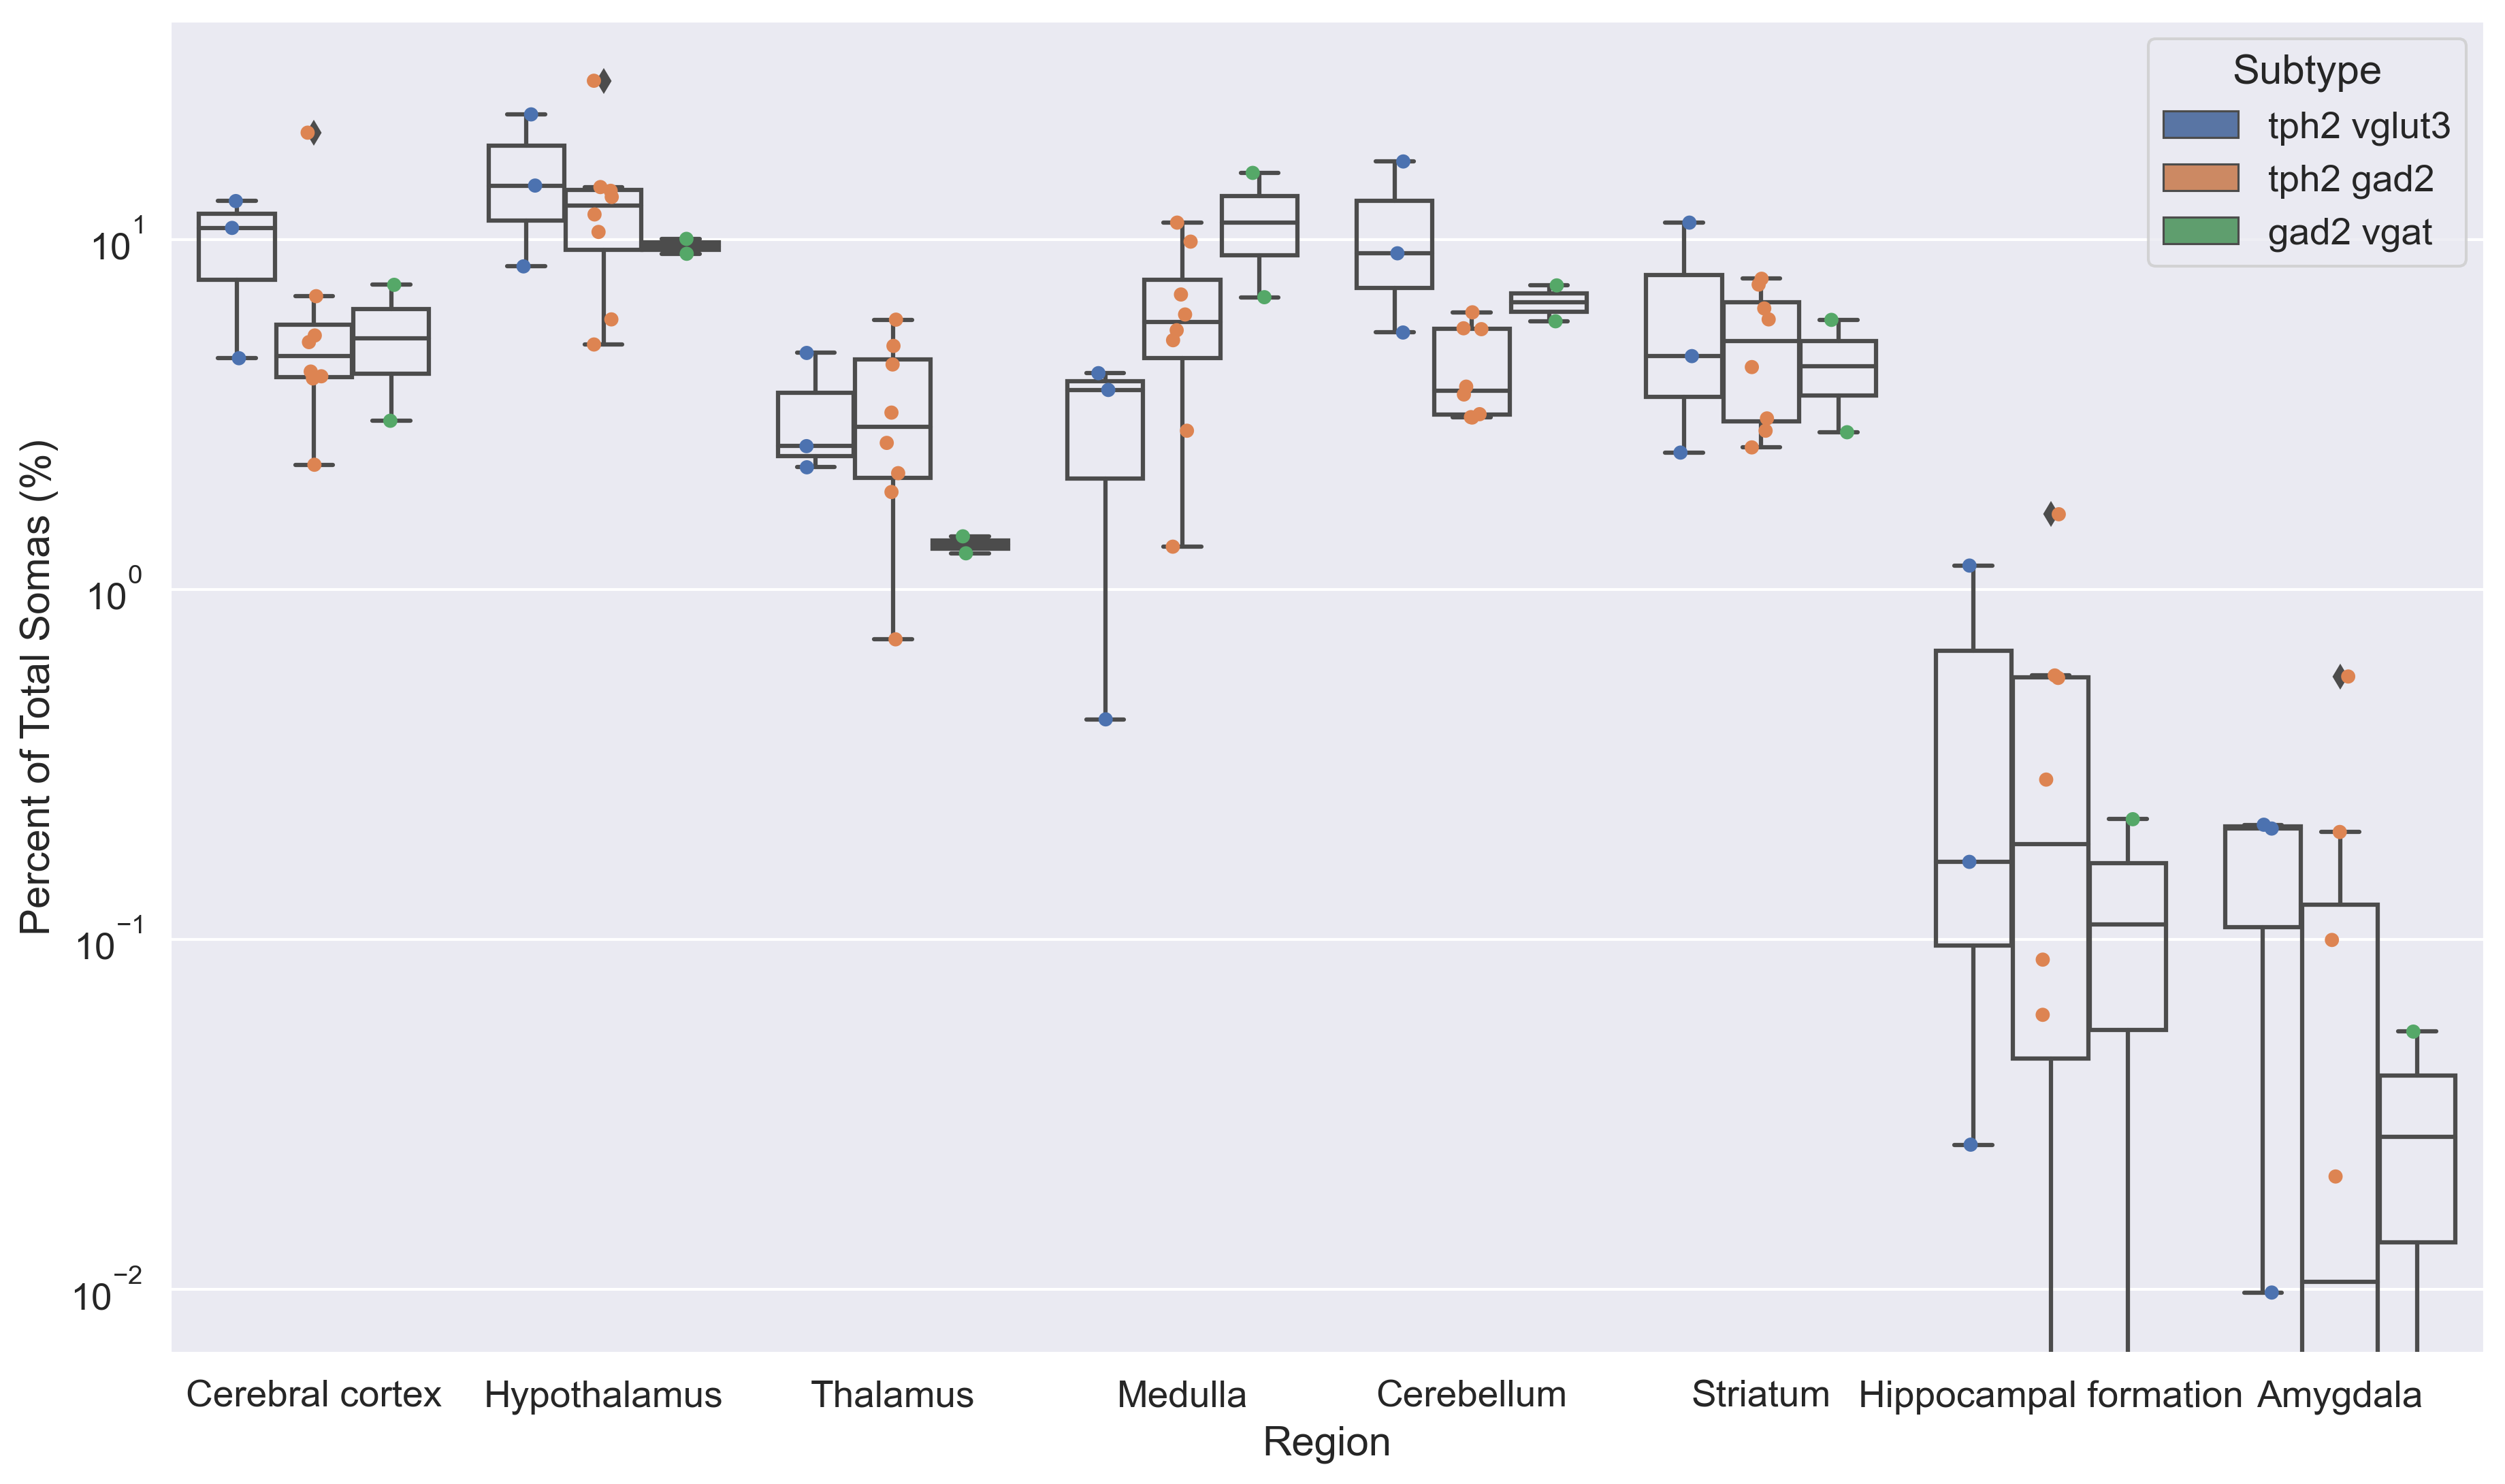 Subtype
tph2 vglut3
tph2 gad2
gad2 vgat
Percent of Total Somas (%)
10^1
10^0
10^−1
10^−2
Cerebral cortex Hypothalamus Thalamus Medulla Cerebellum Striatum Hippocampal formation Amygdala
Region